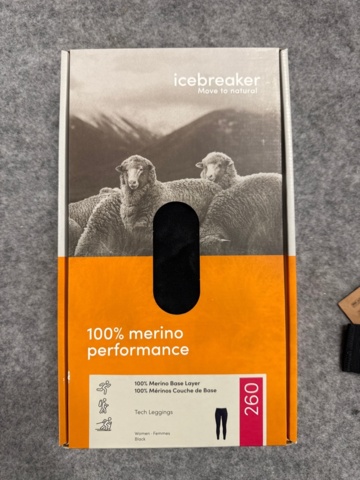 icebreaker
Move to natural
100% merino
performance
100% Merino Base Layer
100% Mérinos Couche de Base
Tech Leggings
260
Women - Femmes
Black